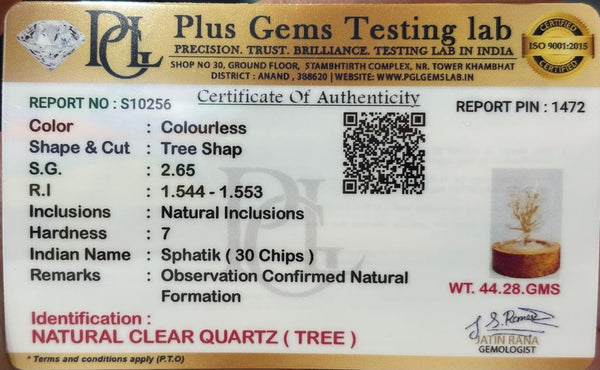 PGL Plus Gems Testing lab
PRECISION. TRUST. BRILLIANCE. TESTING LAB IN INDIA
SHOP NO 30, GROUND FLOOR, STAMBHTIRTH COMPLEX, NR. TOWER KHAMBHAT
DISTRICT : ANAND , 388620 | WEBSITE: WWW.PGLGEMSLAB.IN
CERTIFIED
ISO 9001:2015
CERTIFIED
REPORT NO : S10256
Certificate Of Authenticity
REPORT PIN : 1472
Color : Colourless
Shape & Cut : Tree Shap
S.G. : 2.65
R.I : 1.544 - 1.553
Inclusions : Natural Inclusions
Hardness : 7
Indian Name : Sphatik ( 30 Chips )
Remarks : Observation Confirmed Natural
Formation
PGL
WT. 44.28.GMS
Identification :
NATURAL CLEAR QUARTZ ( TREE )
JATIN RANA
GEMOLOGIST
* Terms and conditions apply (P.T.O)